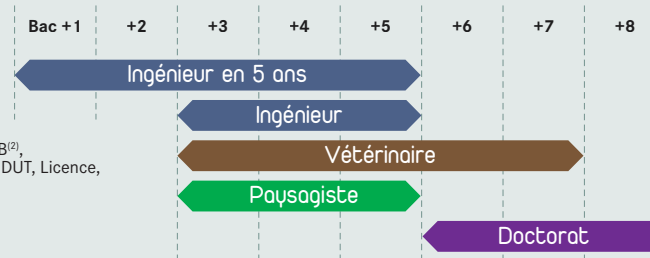 Bac +1 +2 +3 +4 +5 +6 +7 +8
Ingénieur en 5 ans
Ingénieur
B(2),
Vétérinaire
DUT, Licence,
Paysagiste
Doctorat